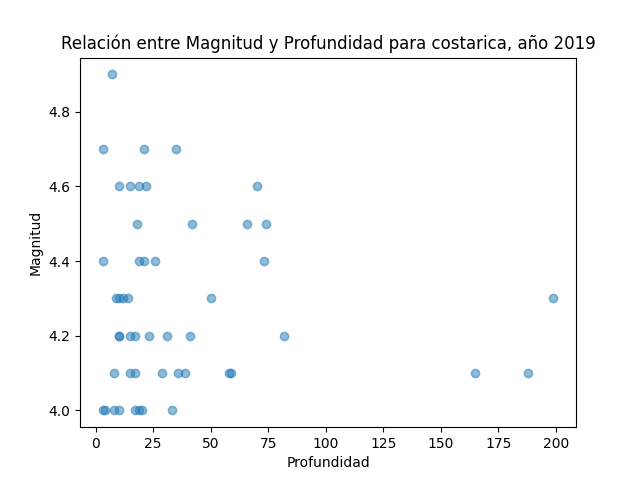 Relación entre Magnitud y Profundidad para costarica, año 2019
4.8
4.6
4.4
4.2
4.0
Magnitud
0 25 50 75 100 125 150 175 200
Profundidad